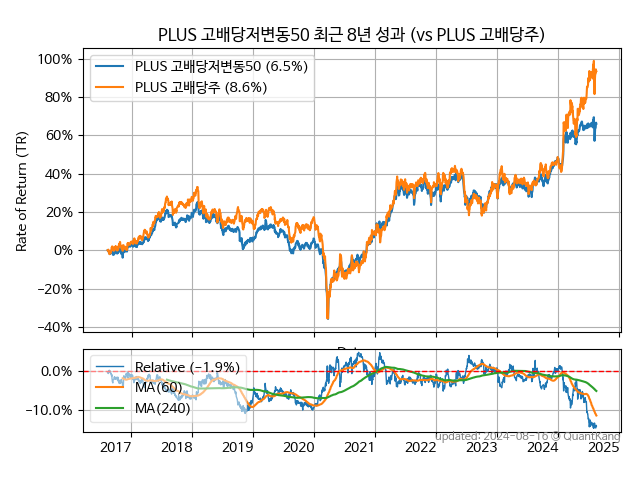 PLUS 고배당저변동50 최근 8년 성과 (vs PLUS 고배당주)
PLUS 고배당저변동50 (6.5%)
PLUS 고배당주 (8.6%)
Rate of Return (TR)
100%
80%
60%
40%
20%
0%
−20%
−40%
Relative (−1.9%)
MA(60)
MA(240)
0.0%
−10.0%
2017 2018 2019 2020 2021 2022 2023 2024 2025
updated: 2024-08-16 © QuantKang